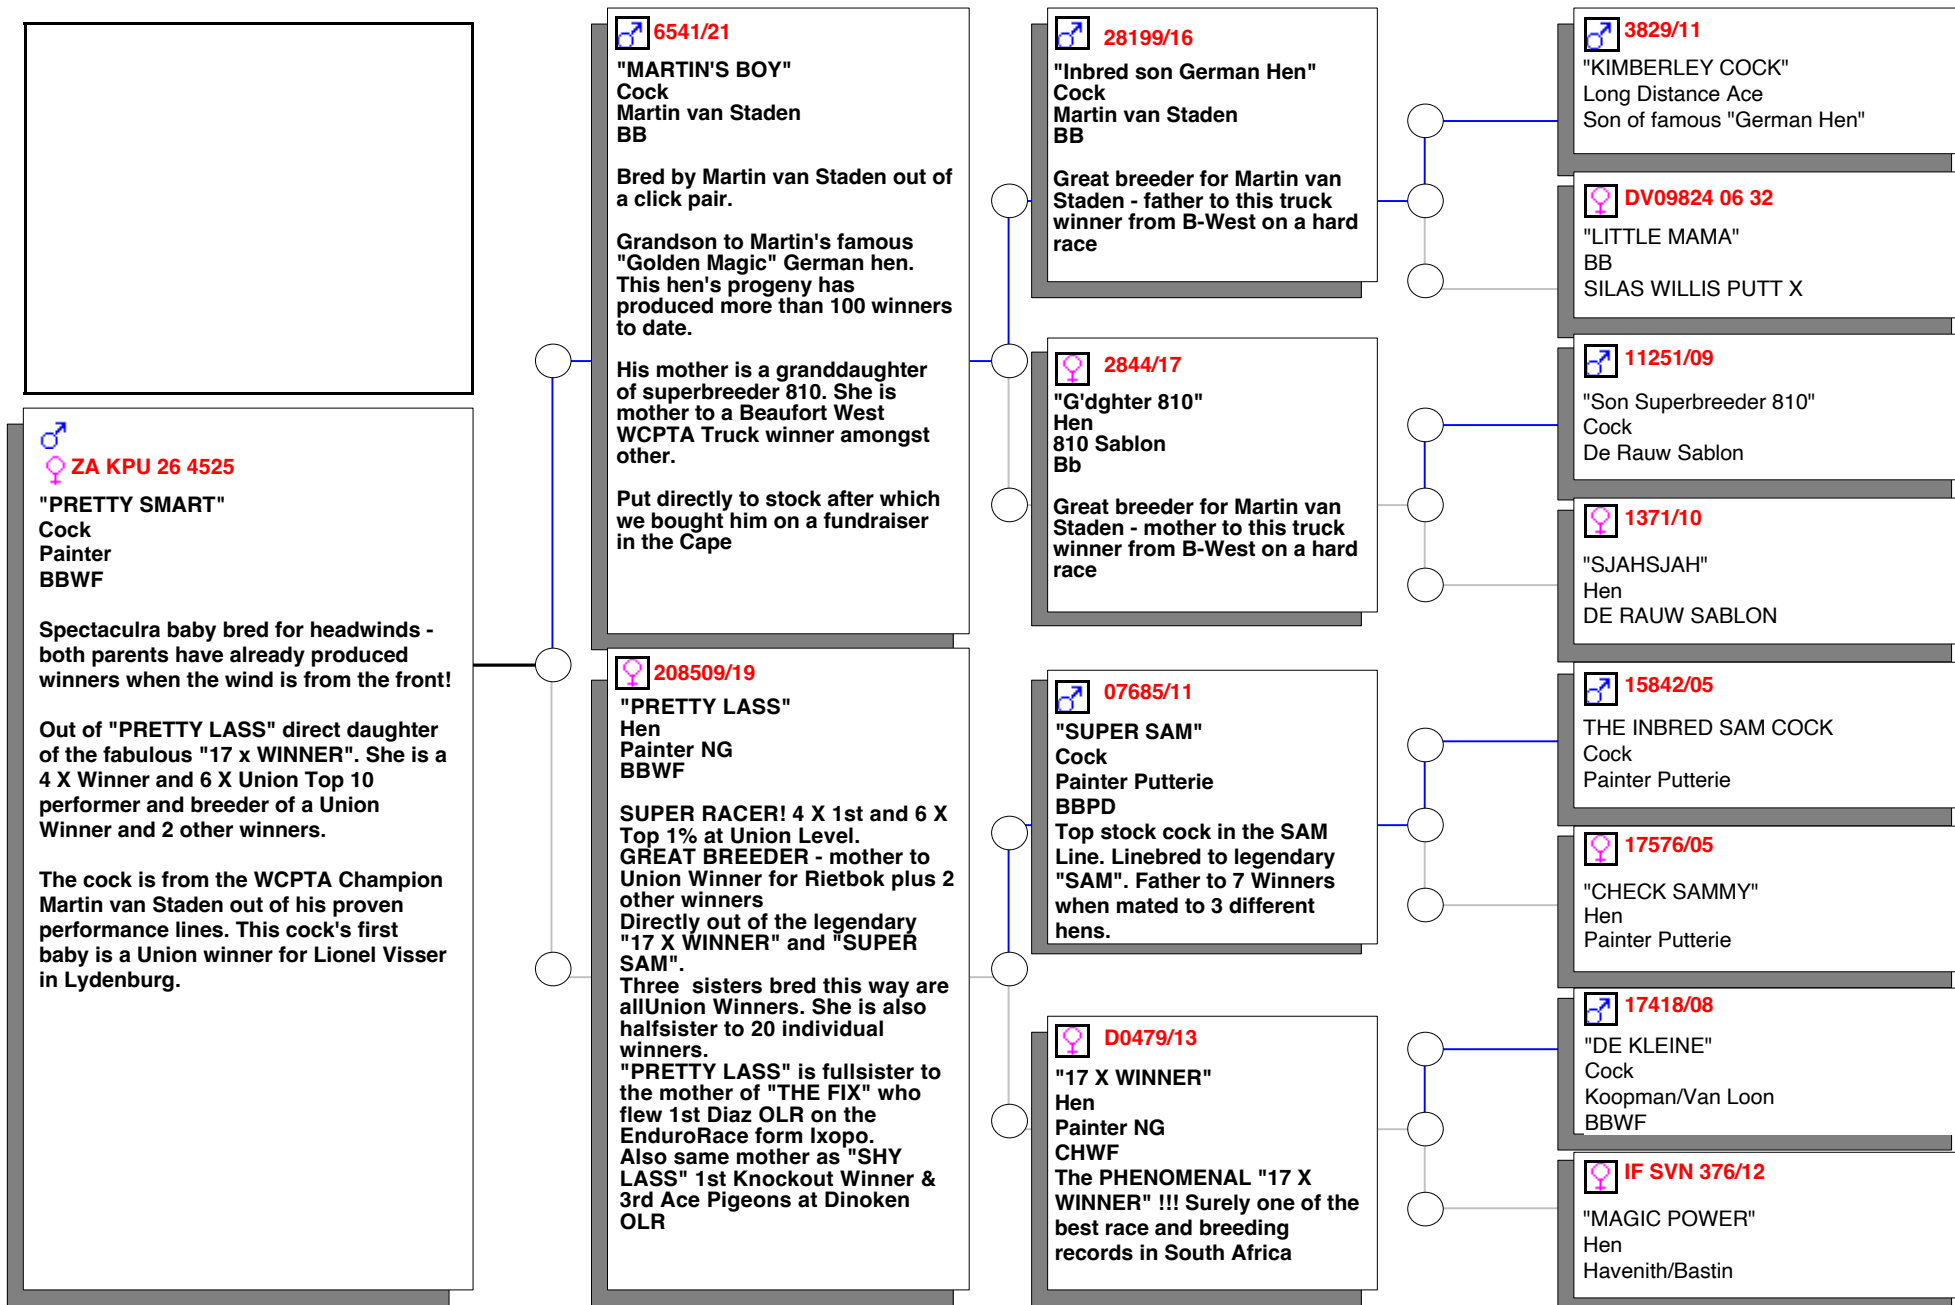 ZA KPU 26 4525
"PRETTY SMART"
Cock
Painter
BBWF
Spectaculra baby bred for headwinds -
both parents have already produced
winners when the wind is from the front!
Out of "PRETTY LASS" direct daughter
of the fabulous "17 x WINNER". She is a
4 X Winner and 6 X Union Top 10
performer and breeder of a Union
Winner and 2 other winners.
The cock is from the WCPTA Champion
Martin van Staden out of his proven
performance lines. This cock's first
baby is a Union winner for Lionel Visser
in Lydenburg.
6541/21
"MARTIN'S BOY"
Cock
Martin van Staden
BB
Bred by Martin van Staden out of
a click pair.
Grandson to Martin's famous
"Golden Magic" German hen.
This hen's progeny has
produced more than 100 winners
to date.
His mother is a granddaughter
of superbreeder 810. She is
mother to a Beaufort West
WCPTA Truck winner amongst
other.
Put directly to stock after which
we bought him on a fundraiser
in the Cape
208509/19
"PRETTY LASS"
Hen
Painter NG
BBWF
SUPER RACER! 4 X 1st and 6 X
Top 1% at Union Level.
GREAT BREEDER - mother to
Union Winner for Rietbok plus 2
other winners
Directly out of the legendary
"17 X WINNER" and "SUPER
SAM".
Three  sisters bred this way are
allUnion Winners. She is also
halfsister to 20 individual
winners.
"PRETTY LASS" is fullsister to
the mother of "THE FIX" who
flew 1st Diaz OLR on the
EnduroRace form Ixopo.
Also same mother as "SHY
LASS" 1st Knockout Winner &
3rd Ace Pigeons at Dinoken
OLR
28199/16
"Inbred son German Hen"
Cock
Martin van Staden
BB
Great breeder for Martin van
Staden - father to this truck
winner from B-West on a hard
race
2844/17
"G'dghter 810"
Hen
810 Sablon
Bb
Great breeder for Martin van
Staden - mother to this truck
winner from B-West on a hard
race
07685/11
"SUPER SAM"
Cock
Painter Putterie
BBPD
Top stock cock in the SAM
Line. Linebred to legendary
"SAM". Father to 7 Winners
when mated to 3 different
hens.
D0479/13
"17 X WINNER"
Hen
Painter NG
CHWF
The PHENOMENAL "17 X
WINNER" !!! Surely one of the
best race and breeding
records in South Africa
3829/11
"KIMBERLEY COCK"
Long Distance Ace
Son of famous "German Hen"
DV09824 06 32
"LITTLE MAMA"
BB
SILAS WILLIS PUTT X
11251/09
"Son Superbreeder 810"
Cock
De Rauw Sablon
1371/10
"SJAHSJAH"
Hen
DE RAUW SABLON
15842/05
THE INBRED SAM COCK
Cock
Painter Putterie
17576/05
"CHECK SAMMY"
Hen
Painter Putterie
17418/08
"DE KLEINE"
Cock
Koopman/Van Loon
BBWF
IF SVN 376/12
"MAGIC POWER"
Hen
Havenith/Bastin